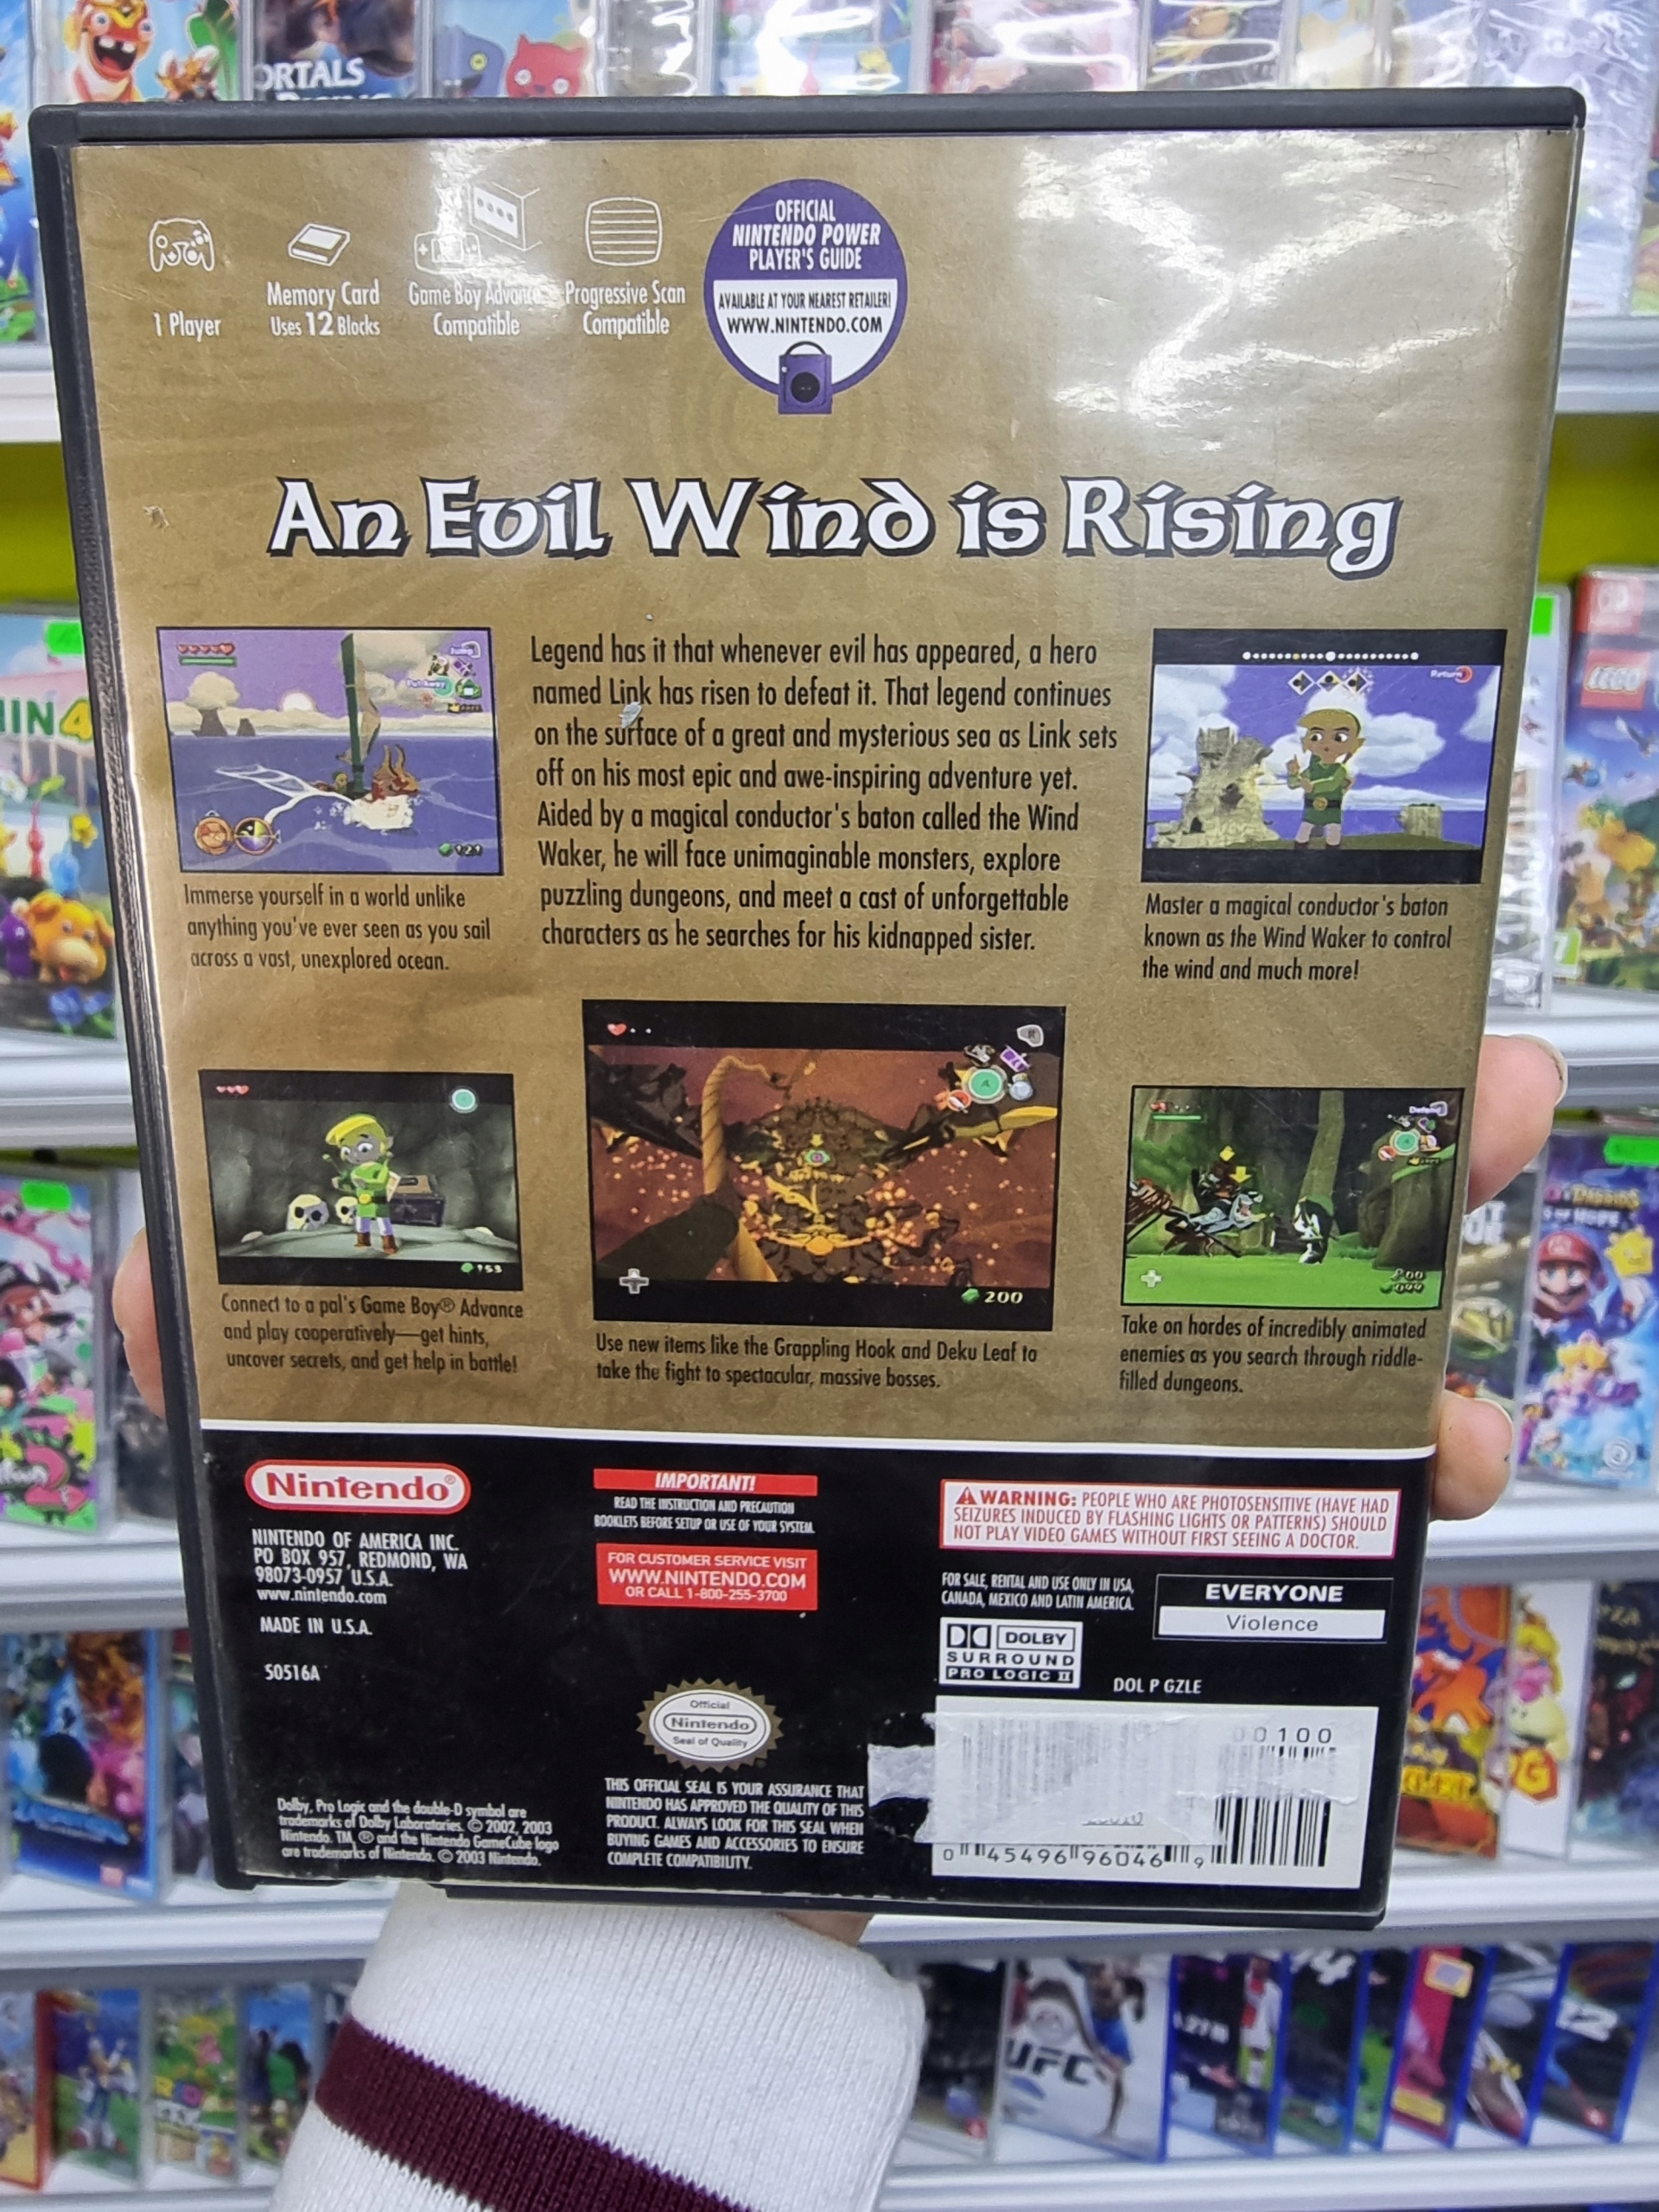 ORTALS
1 Player
Memory Card
Uses 12 Blocks
Game Boy Advance
Compatible
Progressive Scan
Compatible
OFFICIAL
NINTENDO POWER
PLAYER'S GUIDE
AVAILABLE AT YOUR NEAREST RETAILER!
WWW.NINTENDO.COM
An Evil Wind is Rising
Jump
Put Away
121
Immerse yourself in a world unlike
anything you've ever seen as you sail
across a vast, unexplored ocean.
Legend has it that whenever evil has appeared, a hero
named Link has risen to defeat it. That legend continues
on the surface of a great and mysterious sea as Link sets
off on his most epic and awe-inspiring adventure yet.
Aided by a magical conductor's baton called the Wind
Waker, he will face unimaginable monsters, explore
puzzling dungeons, and meet a cast of unforgettable
characters as he searches for his kidnapped sister.
Return
Master a magical conductor's baton
known as the Wind Waker to control
the wind and much more!
153
Connect to a pal's Game Boy® Advance
and play cooperatively—get hints,
uncover secrets, and get help in battle!
R
A
200
Use new items like the Grappling Hook and Deku Leaf to
take the fight to spectacular, massive bosses.
Defend
Take on hordes of incredibly animated
enemies as you search through riddle-
filled dungeons.
Nintendo®
NINTENDO OF AMERICA INC.
PO BOX 957, REDMOND, WA
98073-0957 U.S.A.
www.nintendo.com
MADE IN U.S.A.
50516A
Dolby, Pro Logic and the double-D symbol are
trademarks of Dolby Laboratories. © 2002, 2003
Nintendo. TM, ® and the Nintendo GameCube logo
are trademarks of Nintendo. © 2003 Nintendo.
IMPORTANT!
READ THE INSTRUCTION AND PRECAUTION
BOOKLETS BEFORE SETUP OR USE OF YOUR SYSTEM.
FOR CUSTOMER SERVICE VISIT
WWW.NINTENDO.COM
OR CALL 1-800-255-3700
Official
Nintendo
Seal of Quality
THIS OFFICIAL SEAL IS YOUR ASSURANCE THAT
NINTENDO HAS APPROVED THE QUALITY OF THIS
PRODUCT. ALWAYS LOOK FOR THIS SEAL WHEN
BUYING GAMES AND ACCESSORIES TO ENSURE
COMPLETE COMPATIBILITY.
WARNING: PEOPLE WHO ARE PHOTOSENSITIVE (HAVE HAD
SEIZURES INDUCED BY FLASHING LIGHTS OR PATTERNS) SHOULD
NOT PLAY VIDEO GAMES WITHOUT FIRST SEEING A DOCTOR.
FOR SALE, RENTAL AND USE ONLY IN USA,
CANADA, MEXICO AND LATIN AMERICA.
EVERYONE
Violence
DOLBY
SURROUND
PRO LOGIC II
DOL P GZLE
00100
0 45496 96046 9
LEGO
UFC